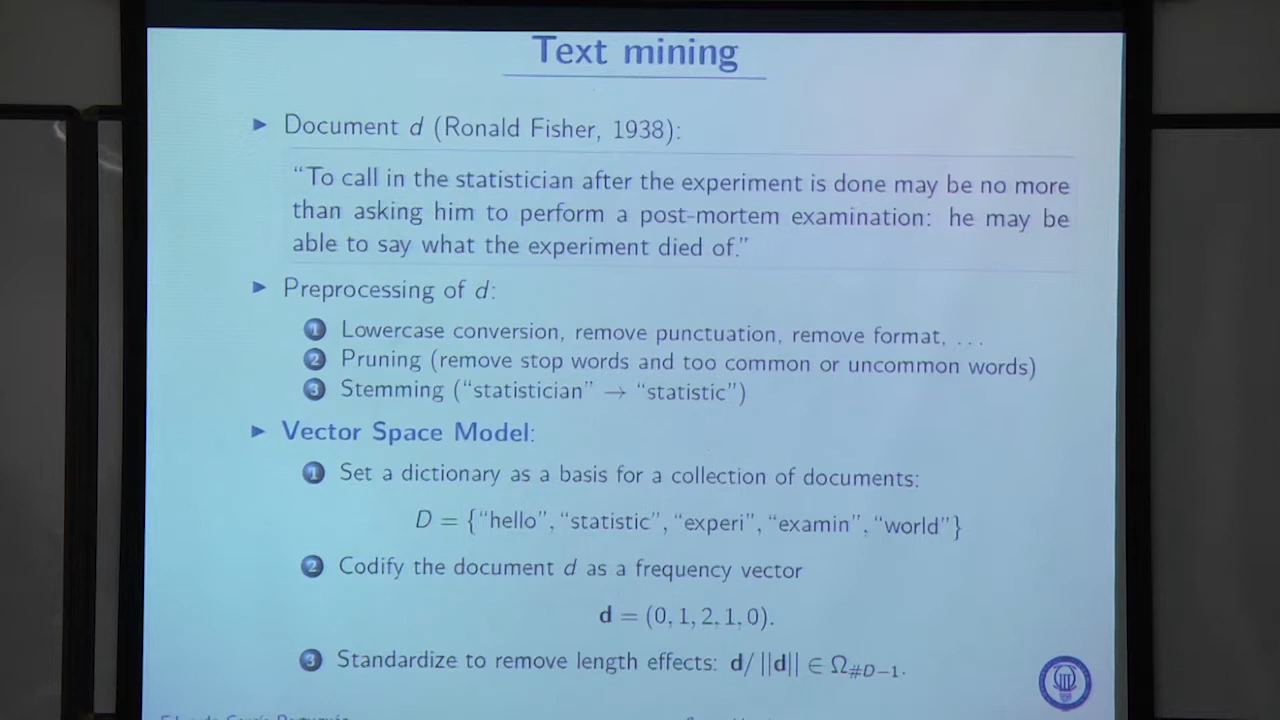 Text mining
▶ Document d (Ronald Fisher, 1938):
“To call in the statistician after the experiment is done may be no more
than asking him to perform a post-mortem examination: he may be
able to say what the experiment died of.”
▶ Preprocessing of d:
1 Lowercase conversion, remove punctuation, remove format, ...
2 Pruning (remove stop words and too common or uncommon words)
3 Stemming (“statistician” → “statistic”)
▶ Vector Space Model:
1 Set a dictionary as a basis for a collection of documents:
D = {“hello”, “statistic”, “experi”, “examin”, “world”}
2 Codify the document d as a frequency vector
d = (0, 1, 2, 1, 0).
3 Standardize to remove length effects: d/||d|| ∈ Ω#D−1.